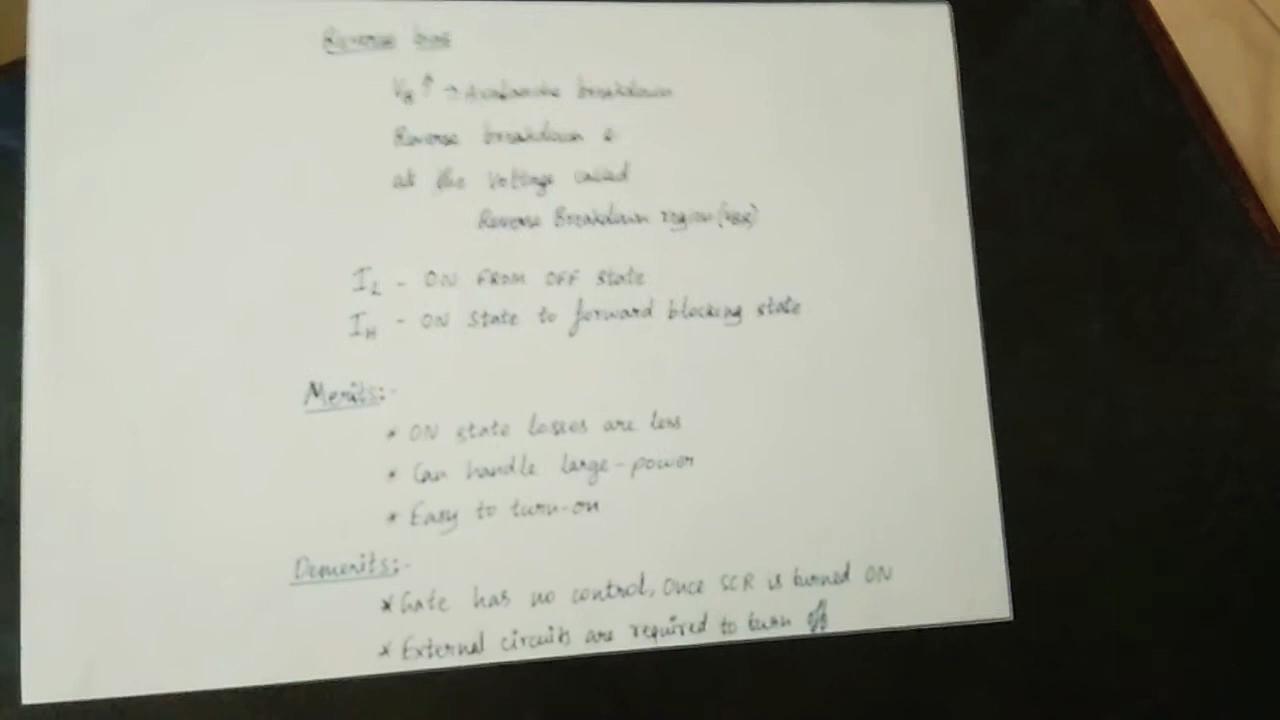 Reverse bias
VR ↑ → Avalanche breakdown
Reverse breakdown
at the voltage called
Reverse Breakdown region (VBR)
IL - ON FROM OFF state
IH - ON state to forward blocking state
Merits:-
* ON state losses are less
* Can handle large-power
* Easy to turn-on
Demerits:-
* Gate has no control, once SCR is turned ON
* External circuits are required to turn off